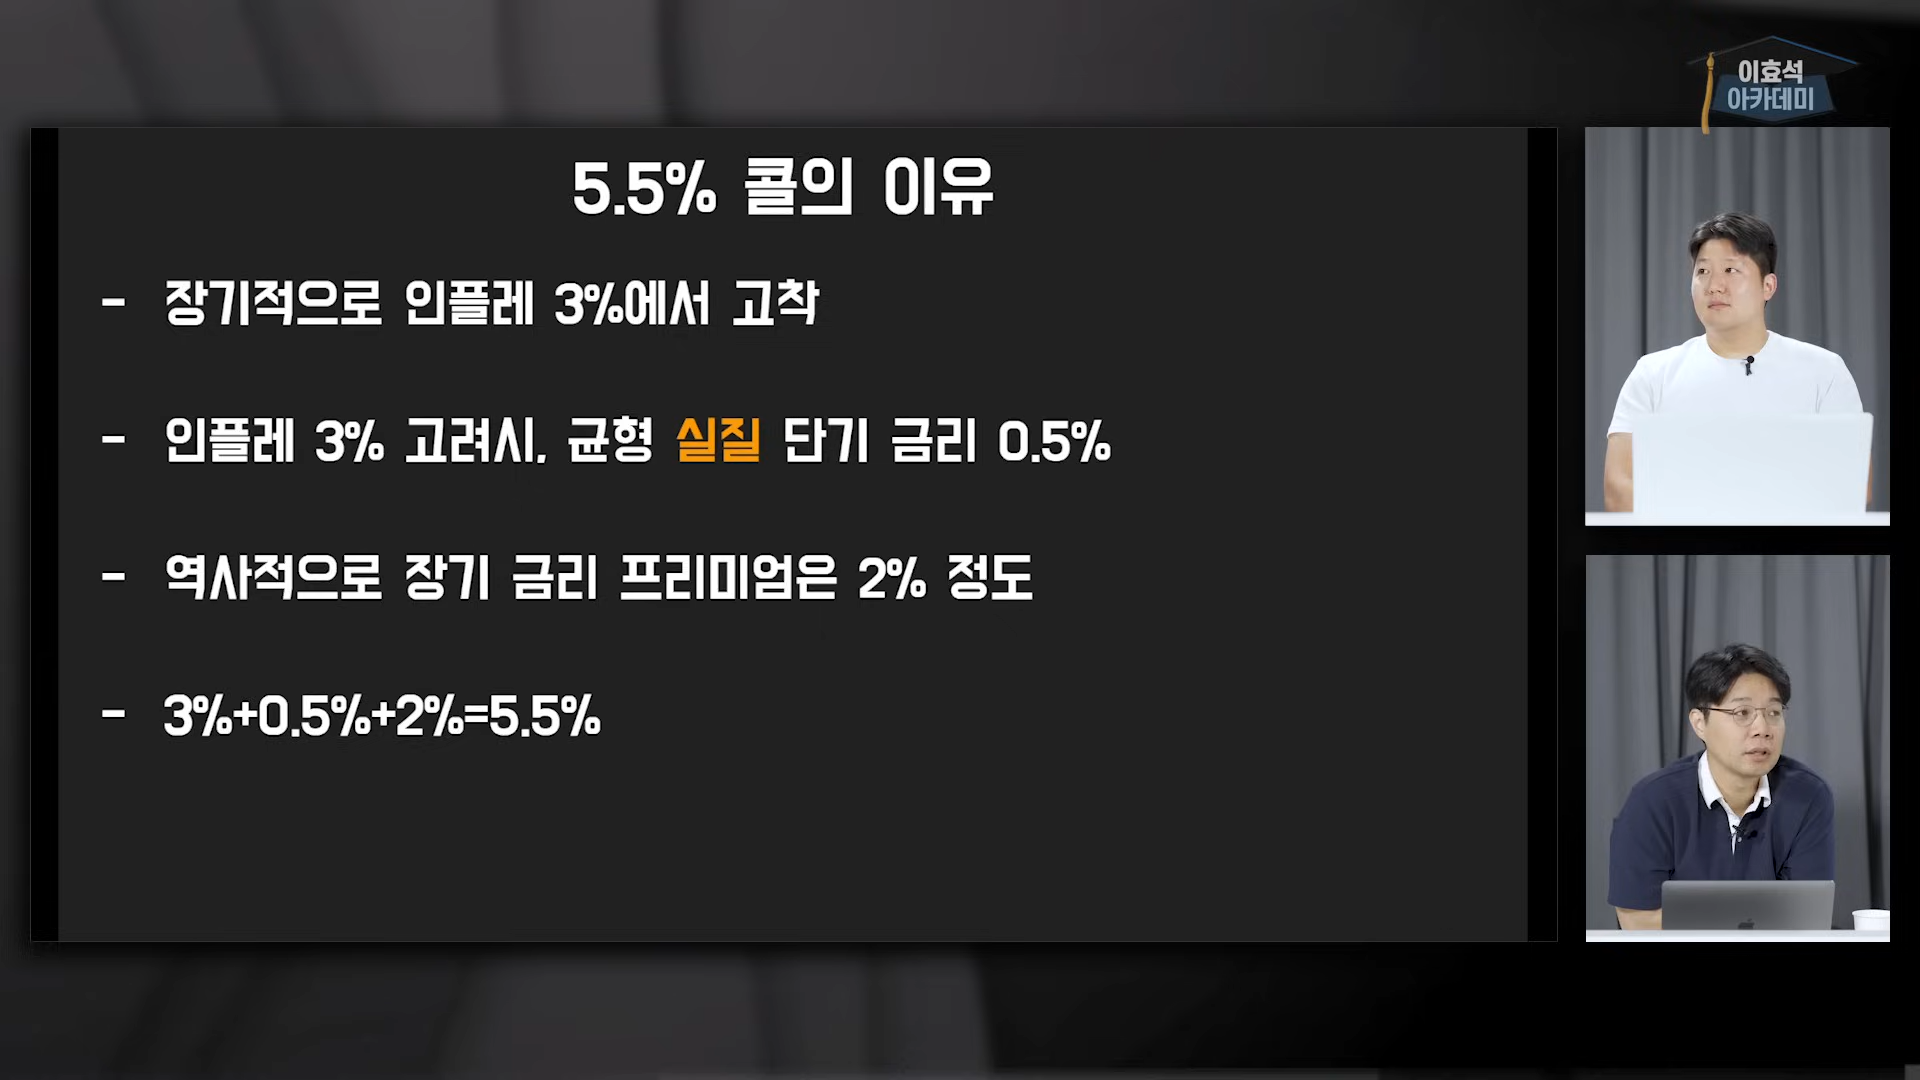 이효석
아카데미
5.5% 콜의 이유
- 장기적으로 인플레 3%에서 고착
- 인플레 3% 고려시, 균형 실질 단기 금리 0.5%
- 역사적으로 장기 금리 프리미엄은 2% 정도
- 3%+0.5%+2%=5.5%